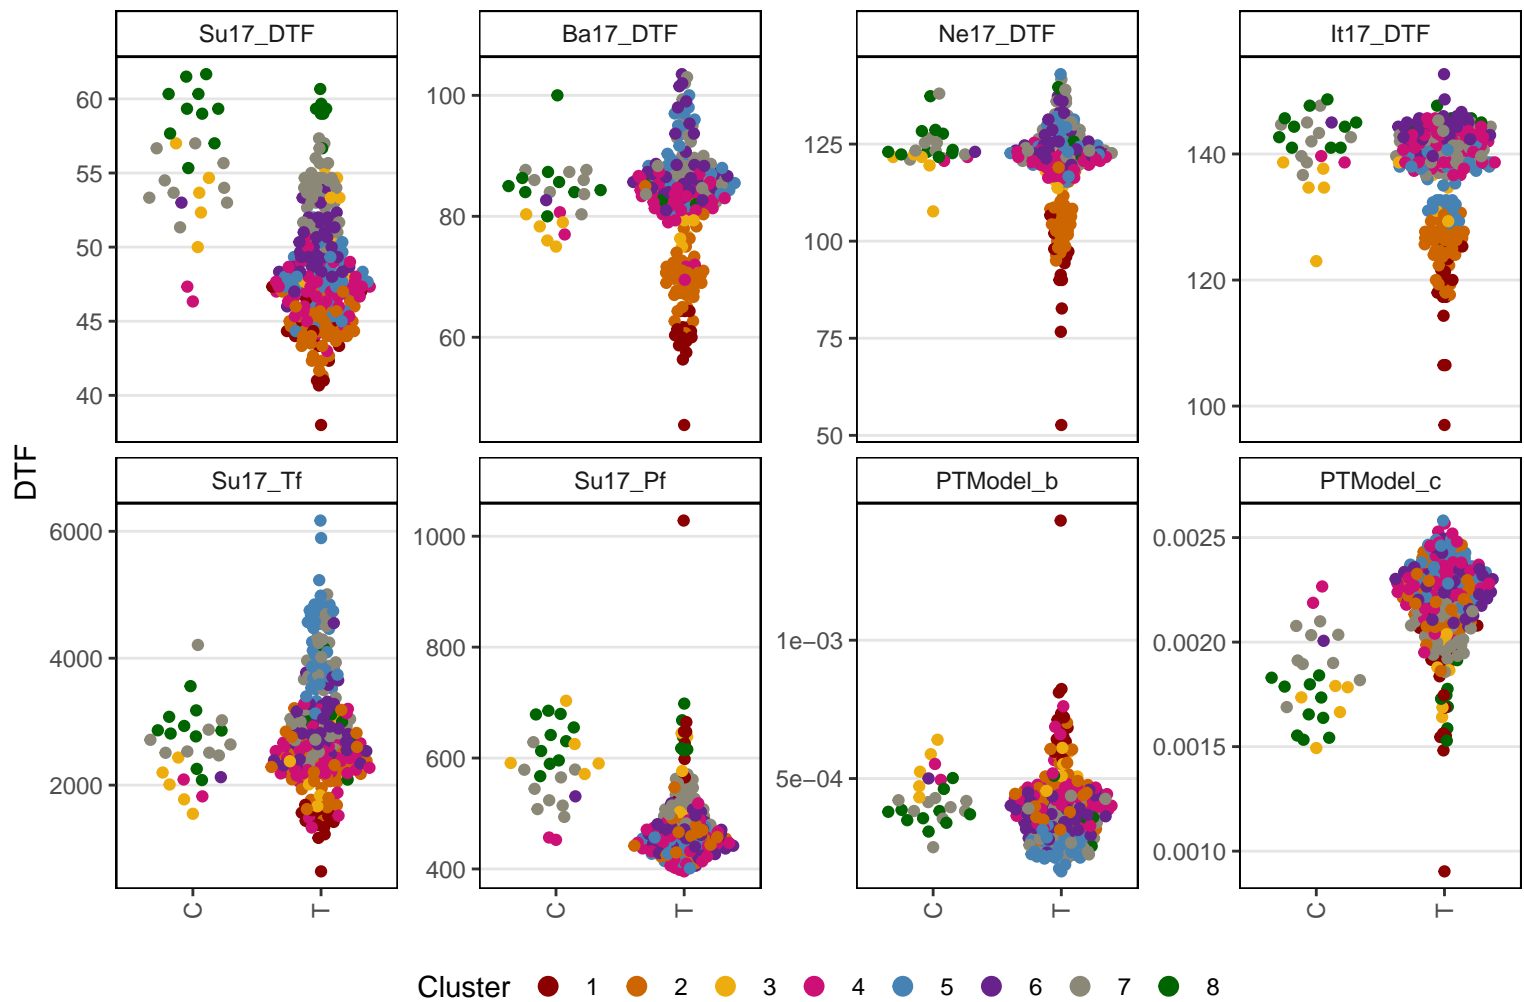 Su17_DTF
Ba17_DTF
Ne17_DTF
It17_DTF
60
55
50
45
40
100
80
60
125
100
75
50
140
120
100
DTF
Su17_Tf
Su17_Pf
PTModel_b
PTModel_c
6000
4000
2000
1000
800
600
400
1e−03
5e−04
0.0025
0.0020
0.0015
0.0010
C T C T C T C T
Cluster 1 2 3 4 5 6 7 8